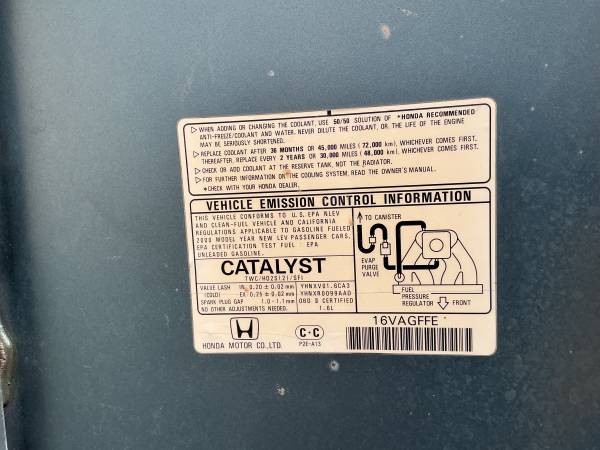 ▷ WHEN ADDING OR CHANGING THE COOLANT, USE 50/50 SOLUTION OF *HONDA RECOMMENDED
ANTI-FREEZE/COOLANT AND WATER. NEVER DILUTE THE COOLANT, OR THE LIFE OF THE ENGINE
MAY BE SERIOUSLY SHORTENED.
▷ REPLACE COOLANT AFTER 36 MONTHS OR 45,000 MILES (72,000 km), WHICHEVER COMES FIRST.
THEREAFTER, REPLACE EVERY 2 YEARS OR 30,000 MILES (48,000 km), WHICHEVER COMES FIRST.
▷ CHECK OR ADD COOLANT AT THE RESERVE TANK, NOT THE RADIATOR.
▷ FOR FURTHER INFORMATION ON THE COOLING SYSTEM, READ THE OWNER'S MANUAL.
*CHECK WITH YOUR HONDA DEALER.
VEHICLE EMISSION CONTROL INFORMATION
THIS VEHICLE CONFORMS TO U.S. EPA NLEV
AND CLEAN-FUEL VEHICLE AND CALIFORNIA
REGULATIONS APPLICABLE TO GASOLINE FUELED
2000 MODEL YEAR NEW LEV PASSENGER CARS.
EPA CERTIFICATION TEST FUEL : EPA
UNLEADED GASOLINE.
CATALYST
TWC/HO2S(2)/SFI
VALVE LASH IN 0.20 ± 0.02 mm
(COLD) EX 0.25 ± 0.02 mm
SPARK PLUG GAP 1.0-1.1mm
NO OTHER ADJUSTMENTS NEEDED.
YHNXV01.6CA3
YHNXR0099AAD
OBD II CERTIFIED
1.6L
TO CANISTER
EVAP
PURGE
VALVE
FUEL
PRESSURE
REGULATOR
FRONT
HONDA MOTOR CO.,LTD.
C·C
P2E-A13
16VAGFFE